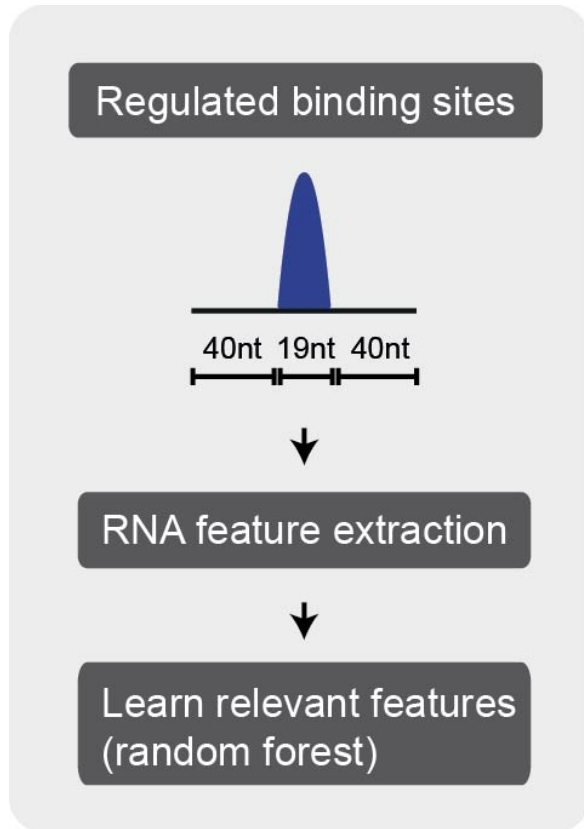 Regulated binding sites
40nt 19nt 40nt
RNA feature extraction
Learn relevant features
(random forest)